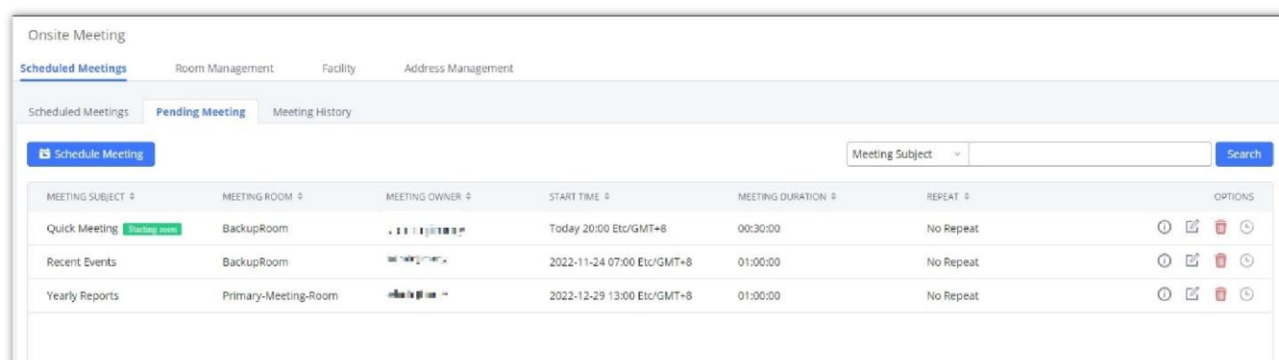 Onsite Meeting
Scheduled Meetings Room Management Facility Address Management
Scheduled Meetings Pending Meeting Meeting History
Schedule Meeting Meeting Subject Search
MEETING SUBJECT MEETING ROOM MEETING OWNER START TIME MEETING DURATION REPEAT OPTIONS
Quick Meeting Starting soon BackupRoom Today 20:00 Etc/GMT+8 00:30:00 No Repeat
Recent Events BackupRoom 2022-11-24 07:00 Etc/GMT+8 01:00:00 No Repeat
Yearly Reports Primary-Meeting-Room 2022-12-29 13:00 Etc/GMT+8 01:00:00 No Repeat